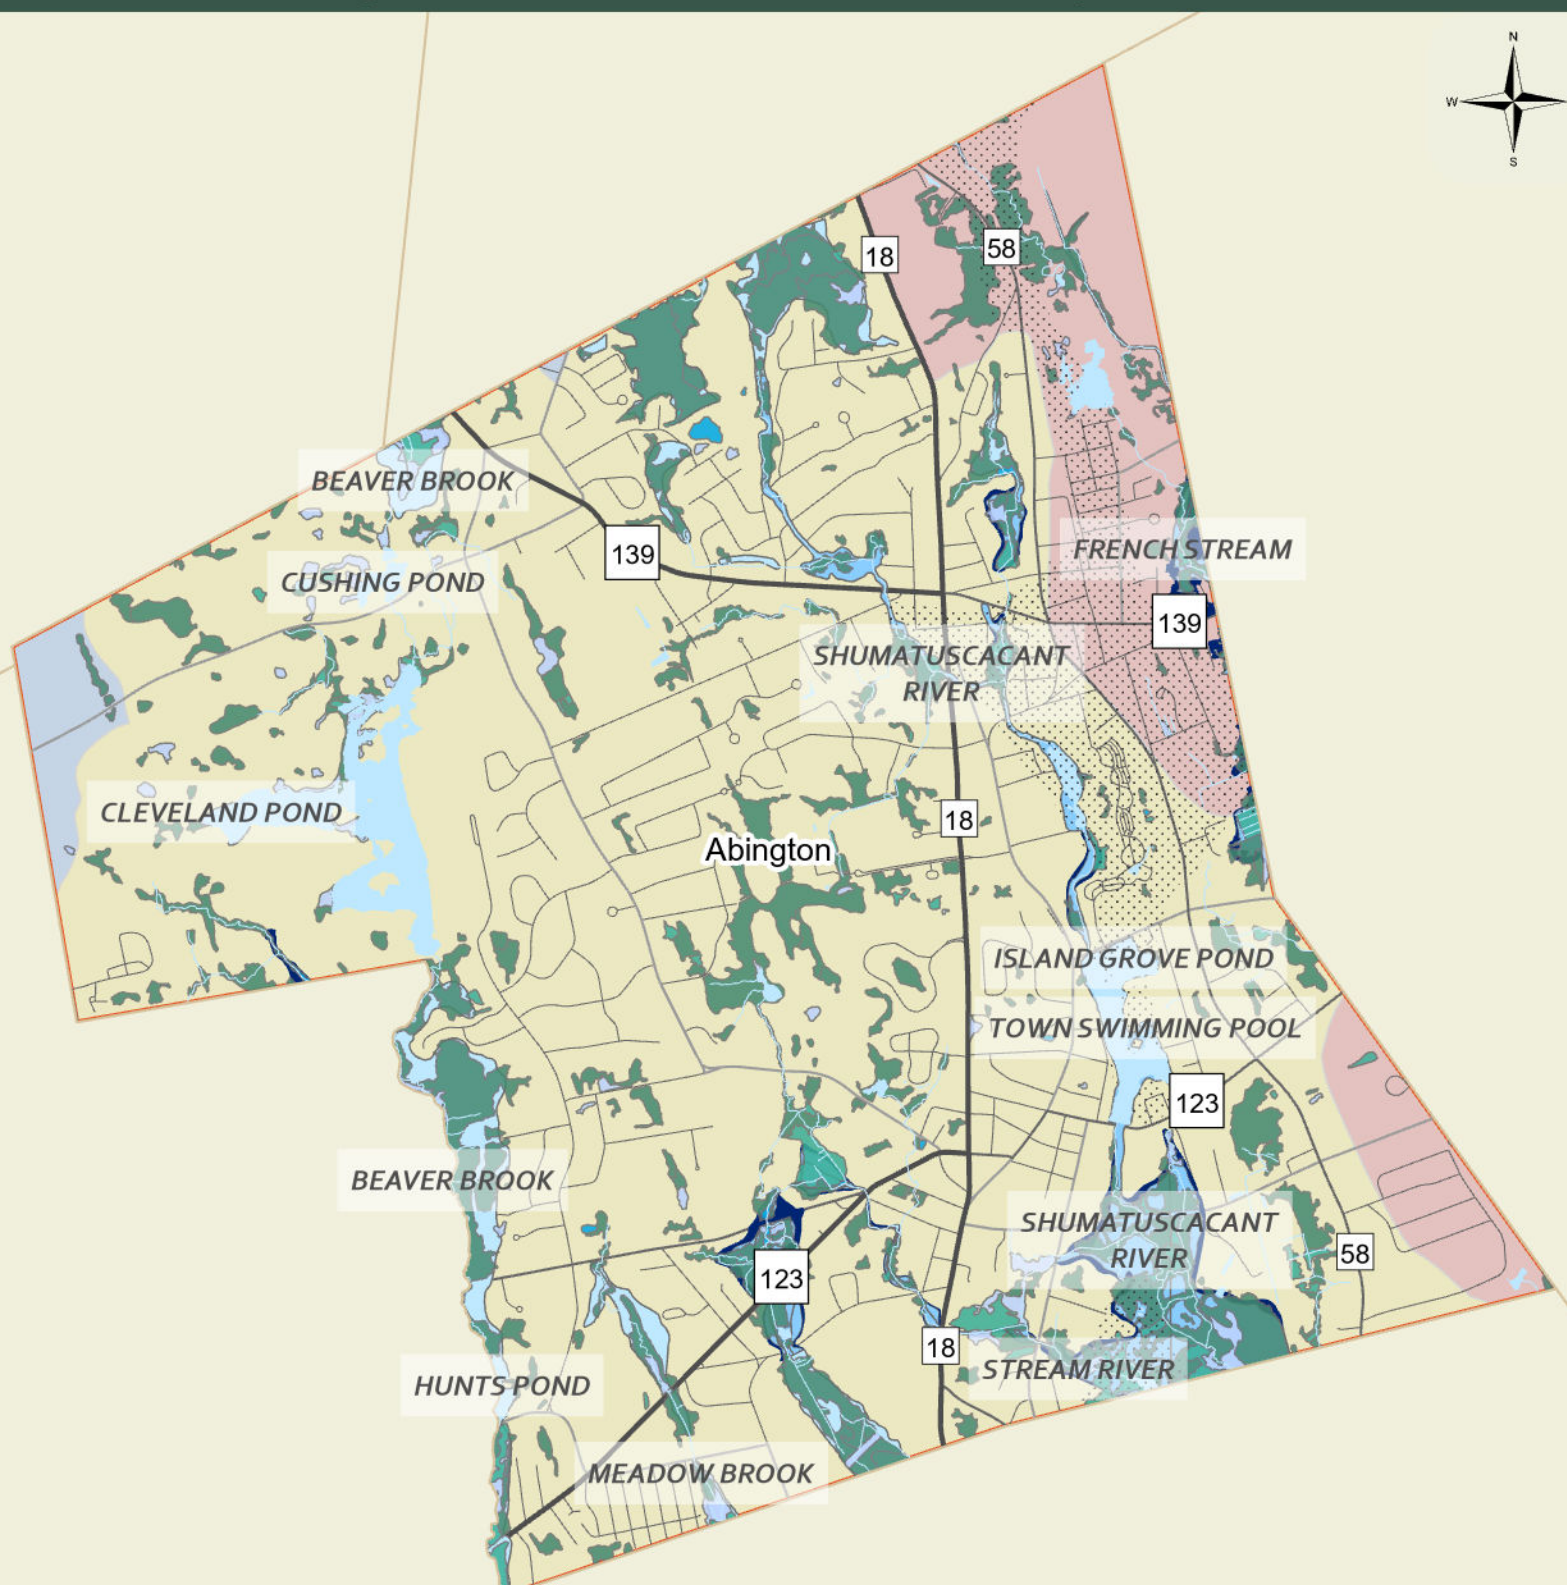 N
W
S
18
58
BEAVER BROOK
139
FRENCH STREAM
CUSHING POND
139
SHUMATUSCACANT
RIVER
CLEVELAND POND
18
Abington
ISLAND GROVE POND
TOWN SWIMMING POOL
123
BEAVER BROOK
SHUMATUSCACANT
RIVER
58
123
18
STREAM RIVER
HUNTS POND
MEADOW BROOK